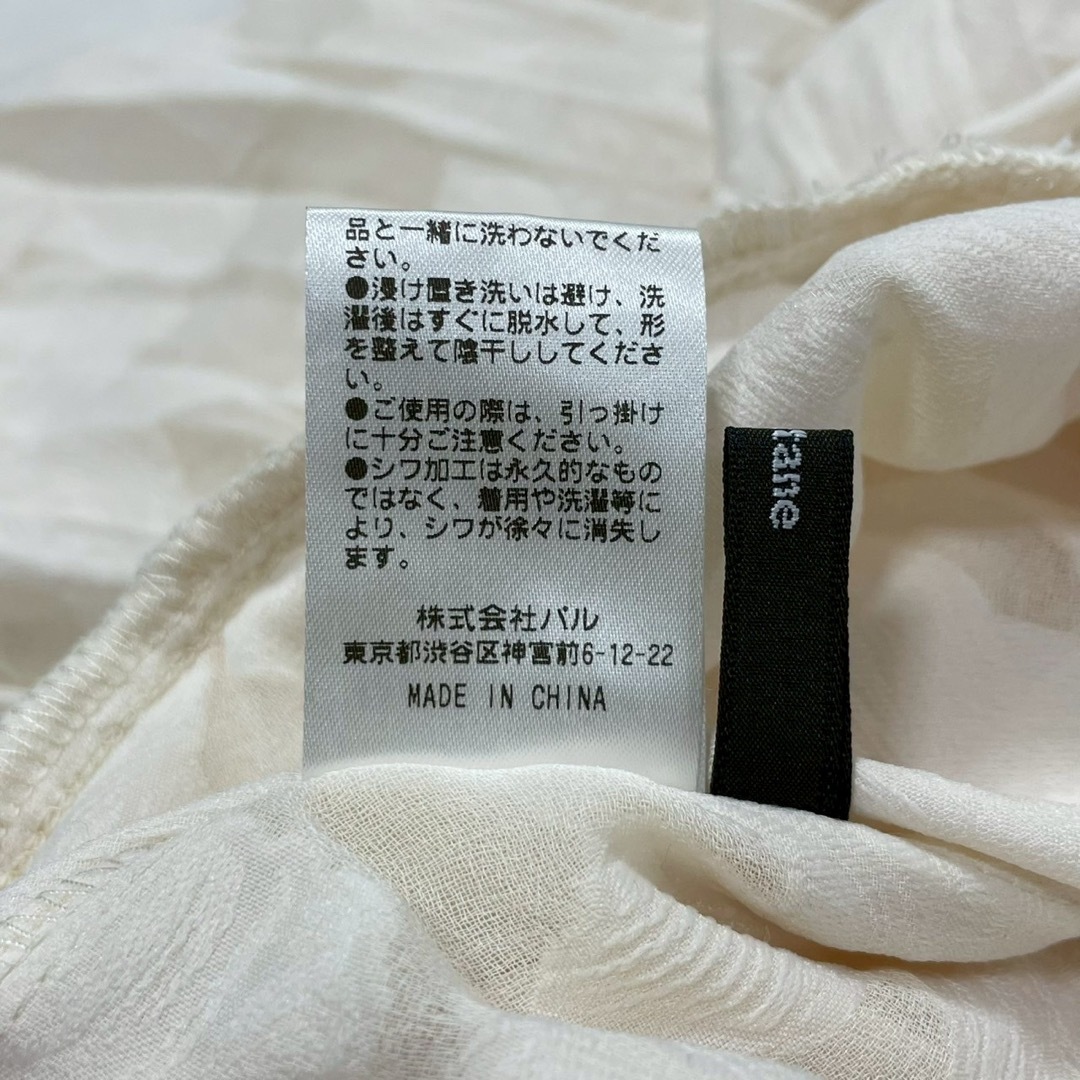 品と一緒に洗わないでくだ
さい。
●浸け置き洗いは避け、洗
濯後はすぐに脱水して、形
を整えて陰干ししてくださ
い。
●ご使用の際は、引っ掛け
に十分ご注意ください。
●シワ加工は永久的なもの
ではなく、着用や洗濯等に
より、シワが徐々に消失し
ます。
株式会社パル
東京都渋谷区神宮前6-12-22
MADE IN CHINA